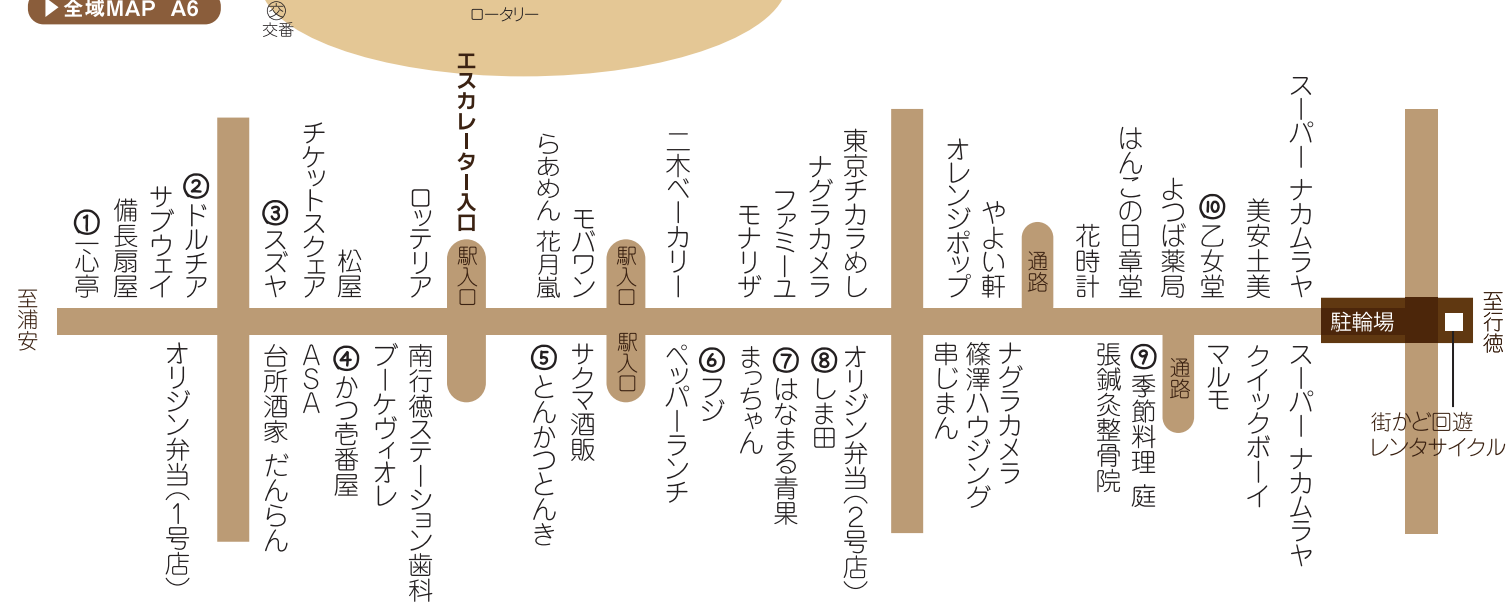 全域MAP A6
交
交番
ロータリー
エスカレーター入口
至浦安
①一心亭
備長扇屋
サブウェイ
②ドルチア
③スズヤ
チケットスクェア
松屋
ロッテリア
駅入口
らあめん 花月嵐
モバワン
駅入口
二木ベーカリー
モナリザ
ファミーユ
ナグラカメラ
東京チカラめし
オレンジポップ
やよい軒
通路
花時計
はんこの日章堂
よつば薬局
⑩乙女堂
美安土美
スーパー ナカムラヤ
駐輪場
至行徳
オリジン弁当(1号店)
台所酒家 だんらん
ASA
④かつ壱番屋
ブーケヴィオレ
南行徳ステーション歯科
⑤とんかつとんき
サクマ酒販
駅入口
ペッパーランチ
⑥フジ
まっちゃん
⑦はなまる青果
⑧しま田
オリジン弁当(2号店)
串じまん
篠澤ハウジング
ナグラカメラ
張鍼灸整骨院
⑨季節料理 庭
通路
マルモ
クイックボーイ
スーパー ナカムラヤ
街かど回遊
レンタサイクル